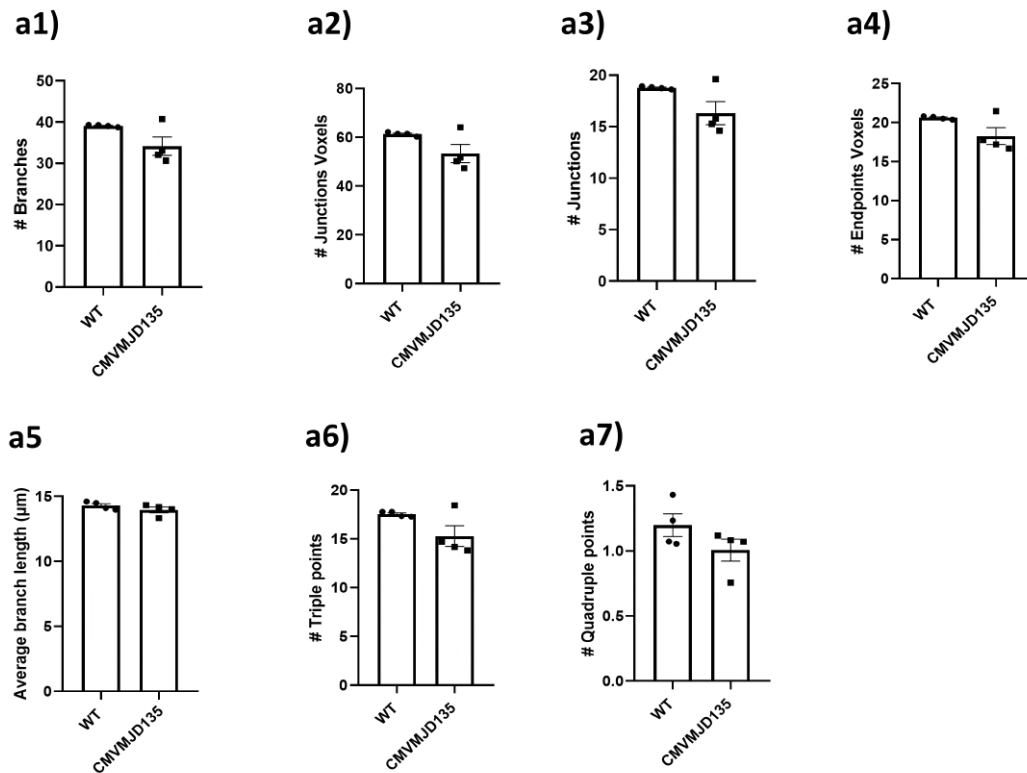 a1)
a2)
a3)
a4)
# Branches
50
40
30
20
10
0
WT
CMVMJD135
# Junctions Voxels
80
60
40
20
0
WT
CMVMJD135
# Junctions
20
15
10
5
0
WT
CMVMJD135
# Endpoints Voxels
25
20
15
10
5
0
WT
CMVMJD135
a5
a6)
a7)
Average branch length (µm)
15
10
5
0
WT
CMVMJD135
# Triple points
20
15
10
5
0
WT
CMVMJD135
# Quadruple points
1.5
1.0
0.5
0.0
WT
CMVMJD135